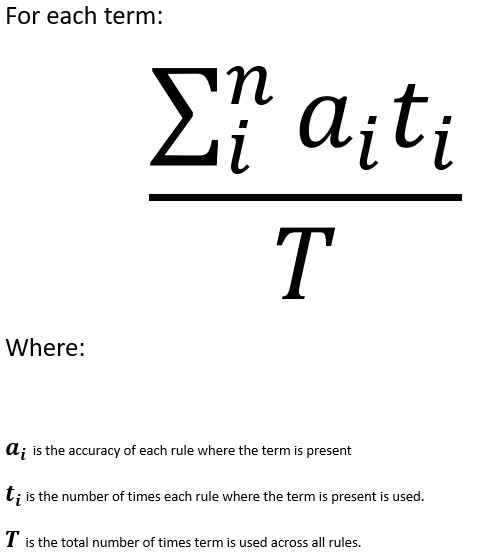 For each term:
∑ⁿᵢ aᵢtᵢ
T
Where:
aᵢ is the accuracy of each rule where the term is present
tᵢ is the number of times each rule where the term is present is used.
T is the total number of times term is used across all rules.